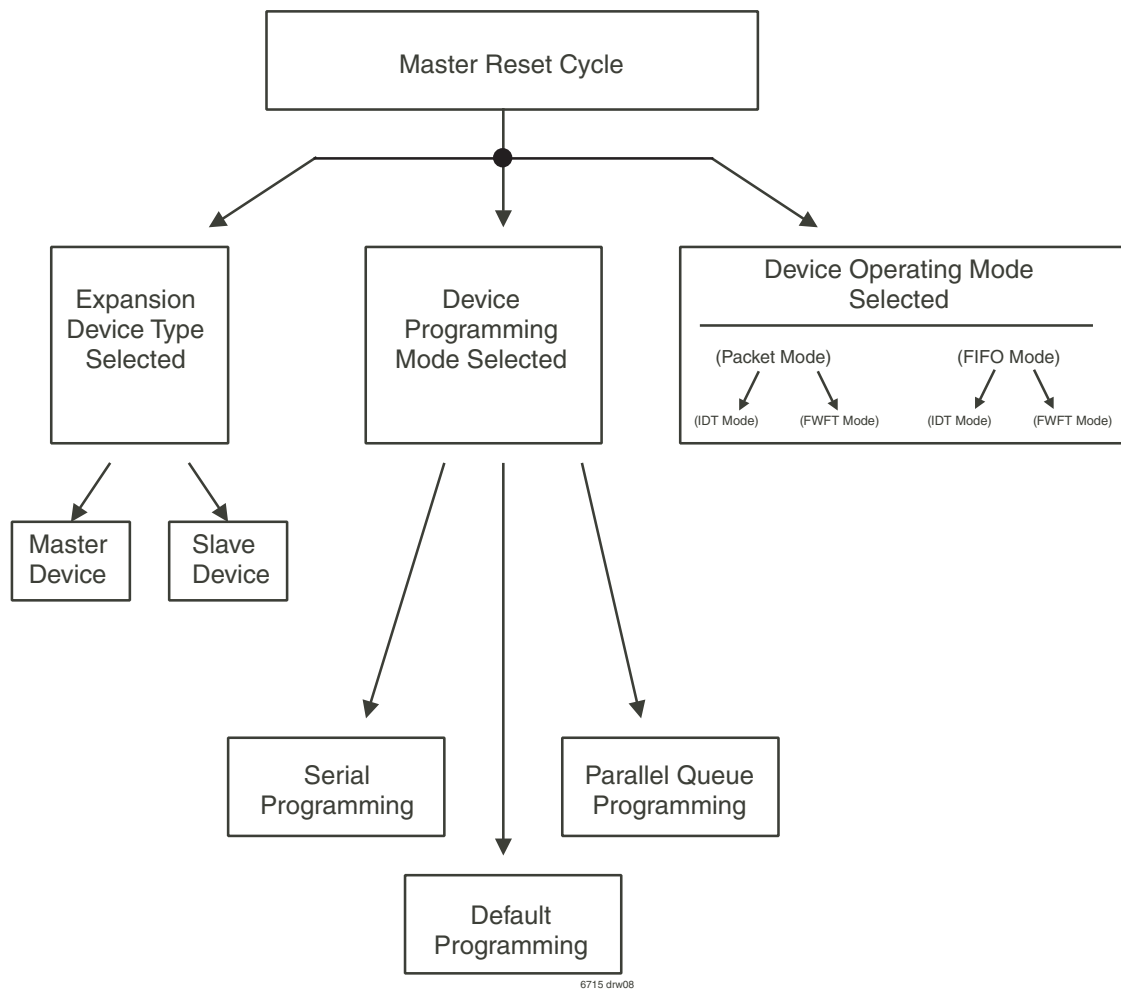 Master Reset Cycle
Expansion
Device Type
Selected
Device
Programming
Mode Selected
Device Operating Mode
Selected
(Packet Mode)
(FIFO Mode)
(IDT Mode)
(FWFT Mode)
(IDT Mode)
(FWFT Mode)
Master
Device
Slave
Device
Serial
Programming
Parallel Queue
Programming
Default
Programming
6715 drw08